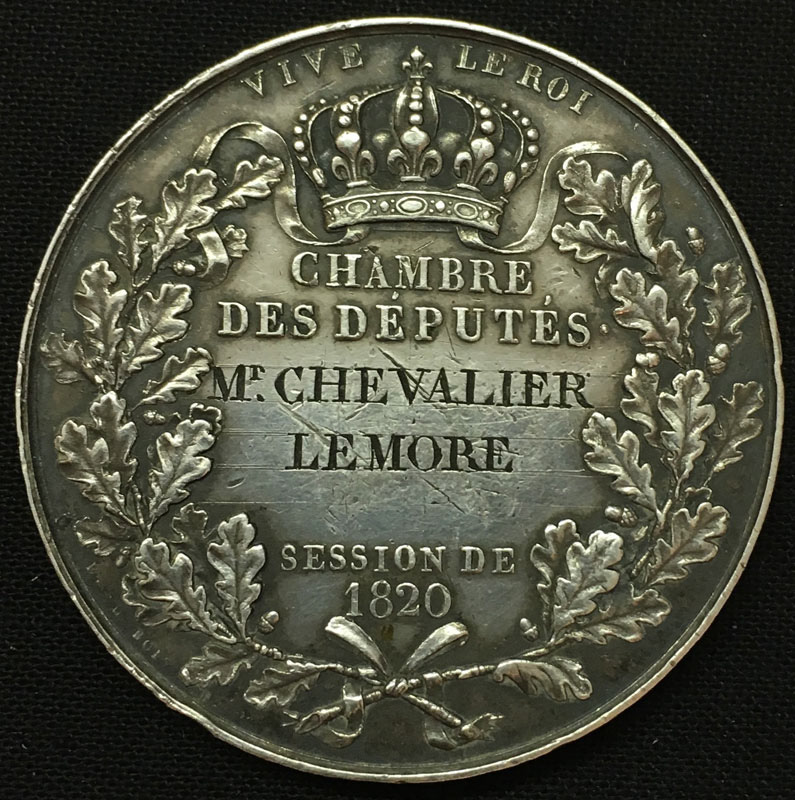 VIVE LE ROI
CHAMBRE
DES DÉPUTÉS.
Mr. CHEVALIER
LEMORE
SESSION DE
1820